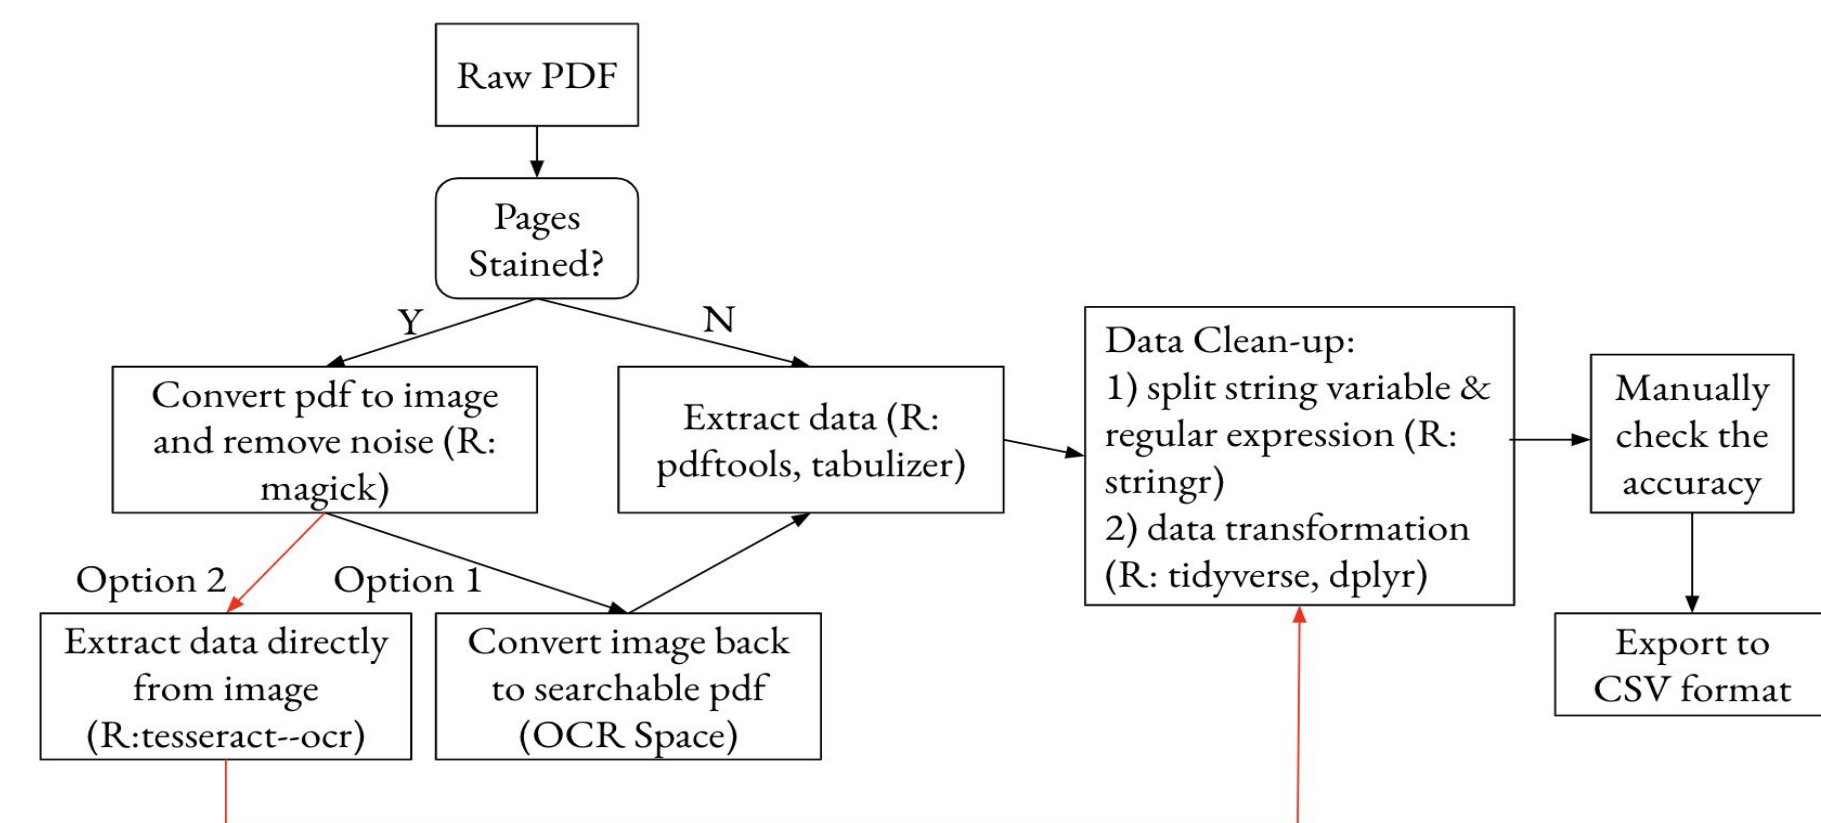 Raw PDF
Pages
Stained?
Y
N
Convert pdf to image
and remove noise (R:
magick)
Extract data (R:
pdftools, tabulizer)
Data Clean-up:
1) split string variable &
regular expression (R:
stringr)
2) data transformation
(R: tidyverse, dplyr)
Manually
check the
accuracy
Option 2
Option 1
Extract data directly
from image
(R:tesseract--ocr)
Convert image back
to searchable pdf
(OCR Space)
Export to
CSV format